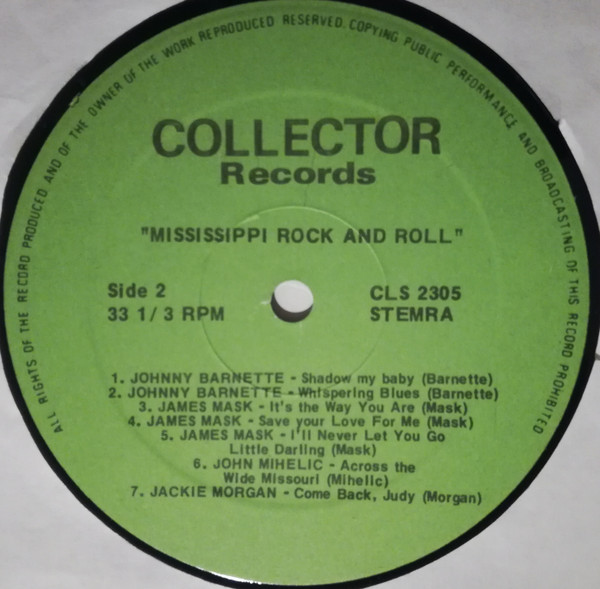 ALL RIGHTS OF THE RECORD PRODUCED AND OF THE OWNER OF THE WORK REPRODUCED RESERVED. COPYING PUBLIC PERFORMANCE AND BROADCASTING OF THIS RECORD PROHIBITED
COLLECTOR
Records
"MISSISSIPPI ROCK AND ROLL"
Side 2
33 1/3 RPM
CLS 2305
STEMRA
1. JOHNNY BARNETTE - Shadow my baby (Barnette)
2. JOHNNY BARNETTE - Whispering Blues (Barnette)
3. JAMES MASK - It's the Way You Are (Mask)
4. JAMES MASK - Save your Love For Me (Mask)
5. JAMES MASK - I'll Never Let You Go
Little Darling (Mask)
6. JOHN MIHELIC - Across the
Wide Missouri (Mihelic)
7. JACKIE MORGAN - Come Back, Judy (Morgan)